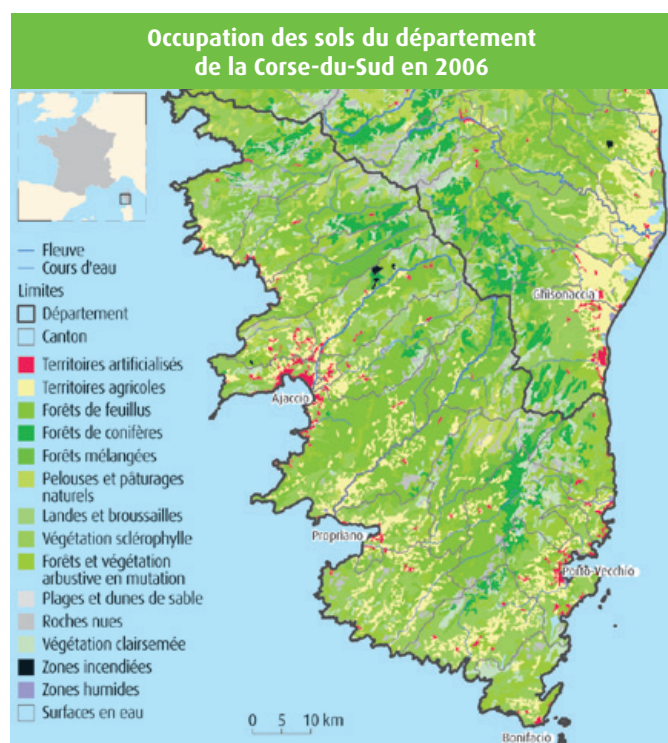 Occupation des sols du département
de la Corse-du-Sud en 2006
Fleuve
Cours d'eau
Limites
Département
Canton
Territoires artificialisés
Territoires agricoles
Forêts de feuillus
Forêts de conifères
Forêts mélangées
Pelouses et pâturages
naturels
Landes et broussailles
Végétation sclérophylle
Forêts et végétation
arbustive en mutation
Plages et dunes de sable
Roches nues
Végétation clairsemée
Zones incendiées
Zones humides
Surfaces en eau
0 5 10 km
Ghisonaccia
Ajaccio
Propriano
Porto-Vecchio
Bonifacio